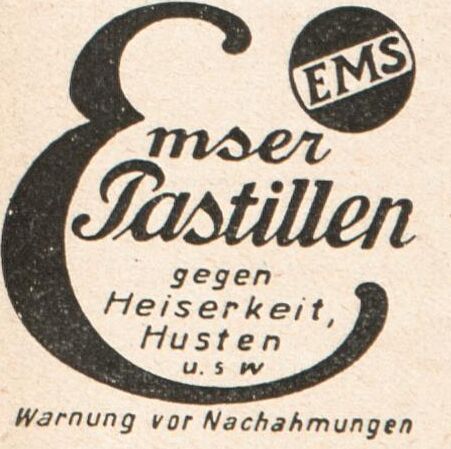 EMS
Emser
Pastillen
gegen
Heiserkeit,
Husten
u. s w
Warnung vor Nachahmungen